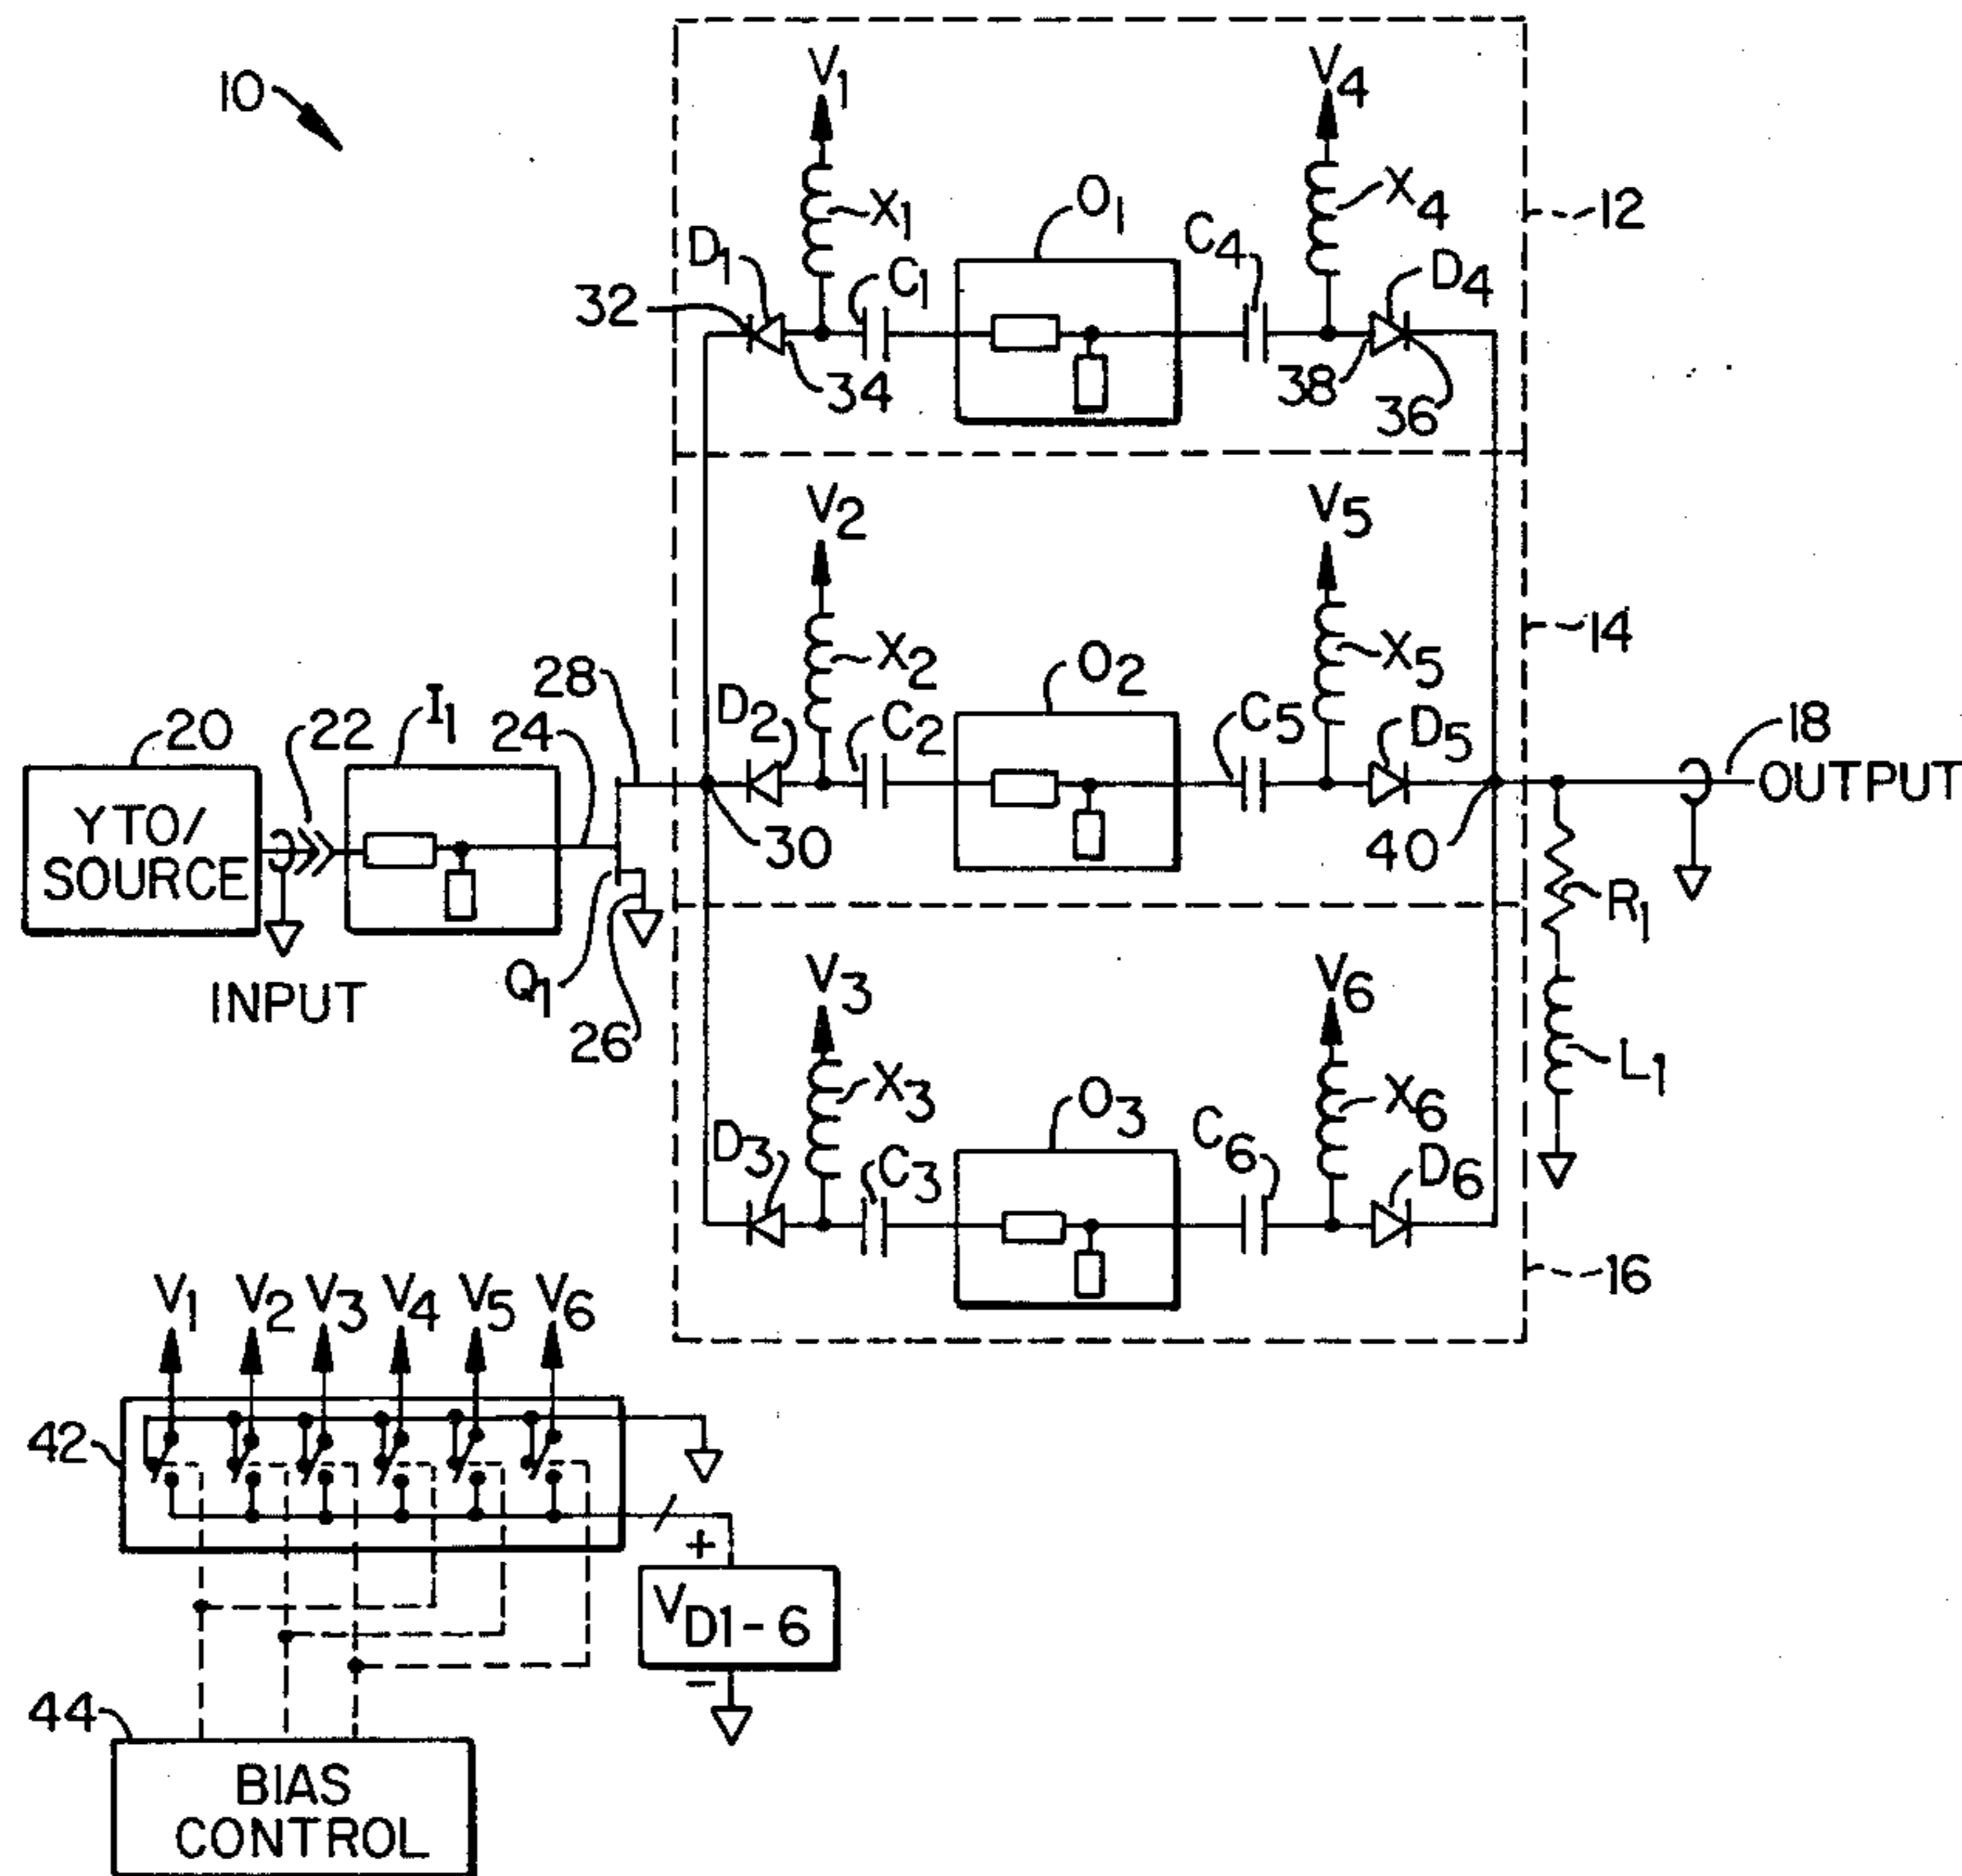 10
V1
V4
X1
O1
X4
12
D1
C1
C4
D4
32
34
38
36
V2
V5
14
28
X2
O2
X5
20
22
I1
24
D2
C2
C5
D5
18
YTO/
SOURCE
OUTPUT
30
40
R1
INPUT
Q1
26
V3
V6
X3
O3
X6
L1
D3
C3
C6
D6
16
V1 V2 V3 V4 V5 V6
42
+
VD1-6
-
44
BIAS
CONTROL